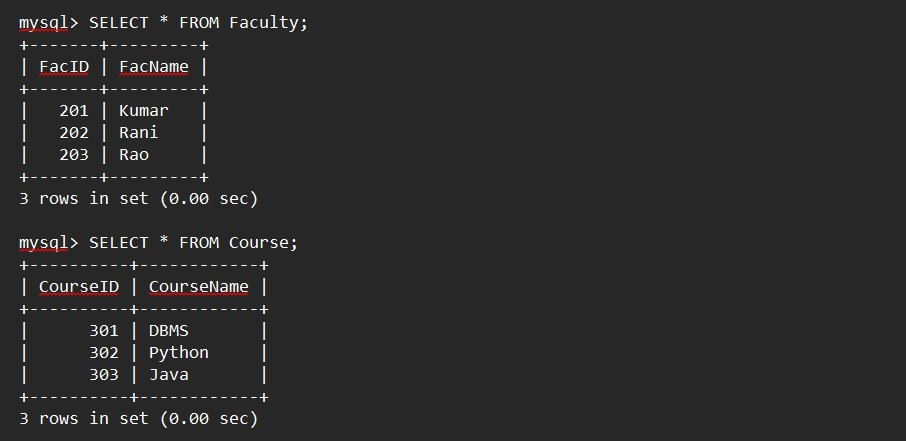 mysql> SELECT * FROM Faculty;
+-------+---------+
| FacID | FacName |
+-------+---------+
|   201 | Kumar   |
|   202 | Rani    |
|   203 | Rao     |
+-------+---------+
3 rows in set (0.00 sec)

mysql> SELECT * FROM Course;
+----------+------------+
| CourseID | CourseName |
+----------+------------+
|      301 | DBMS       |
|      302 | Python     |
|      303 | Java       |
+----------+------------+
3 rows in set (0.00 sec)